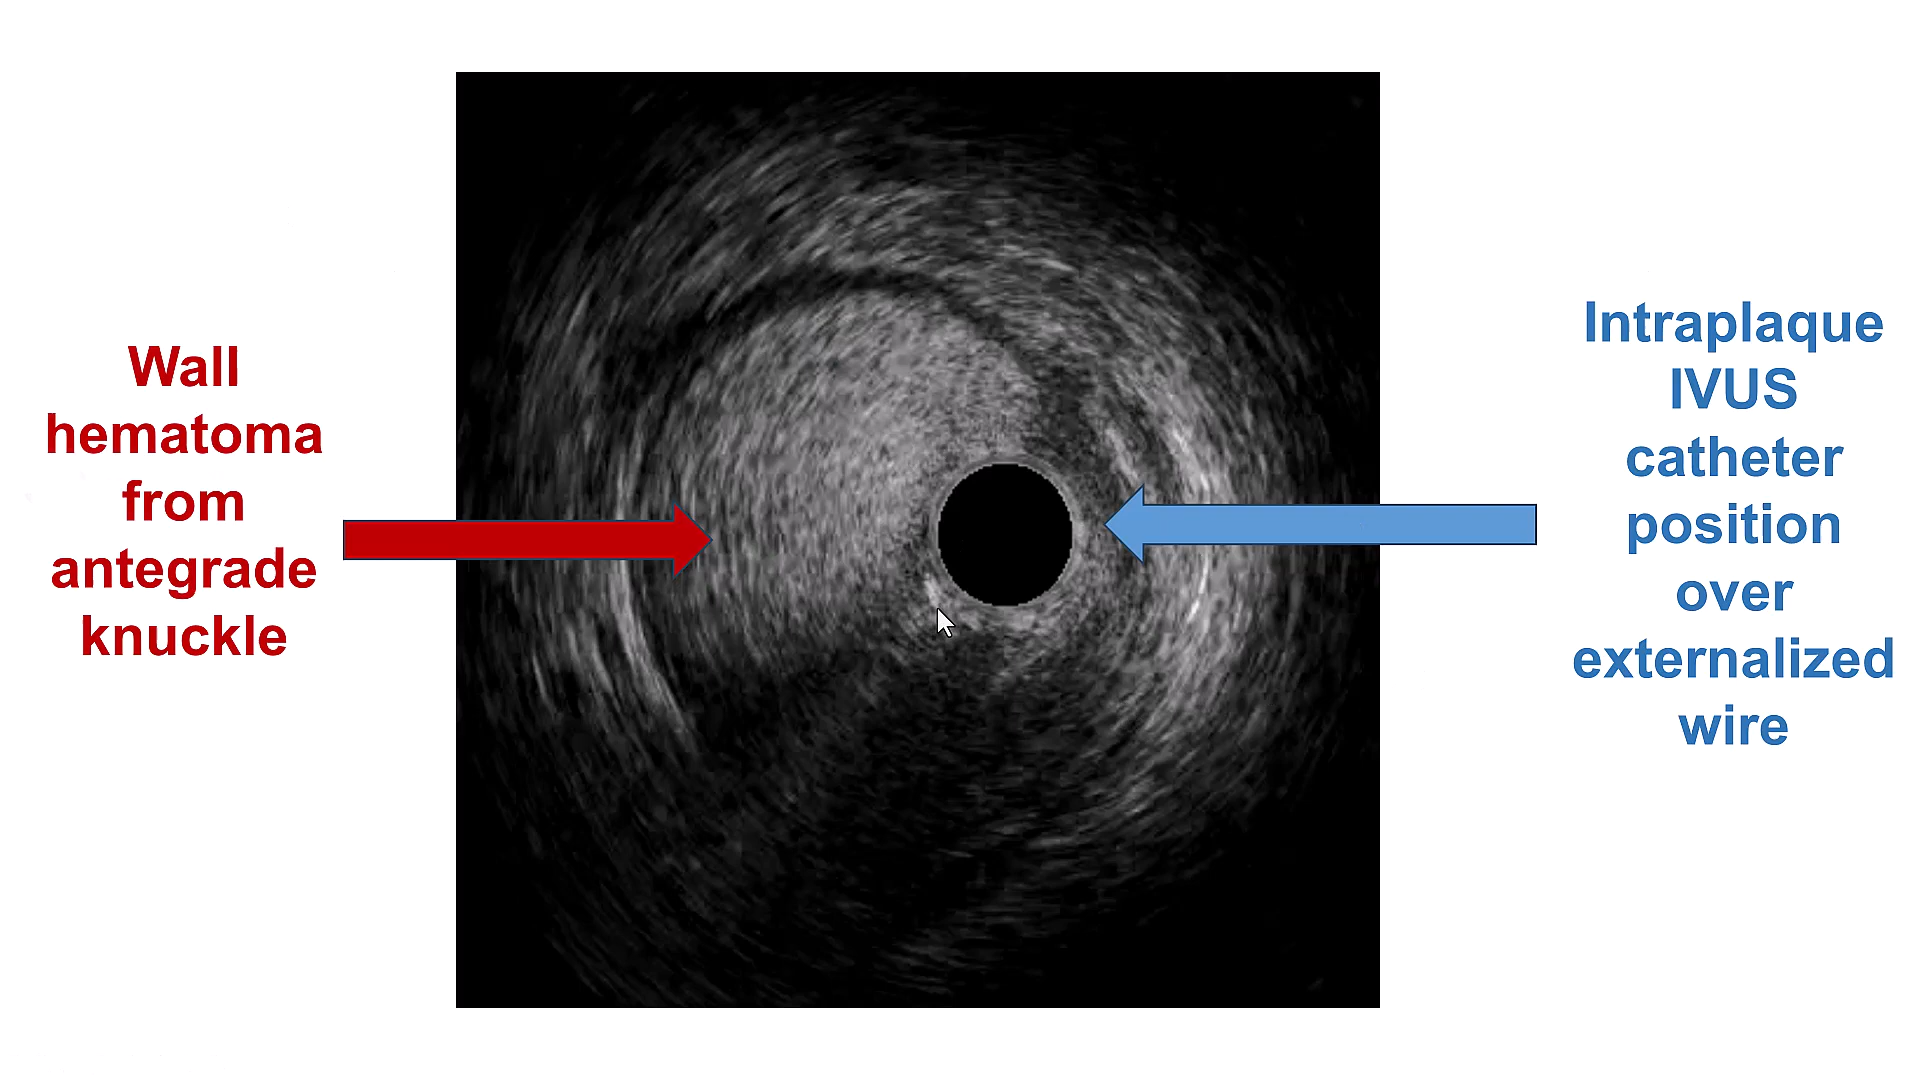 Wall
hematoma
from
antegrade
knuckle
Intraplaque
IVUS
catheter
position
over
externalized
wire